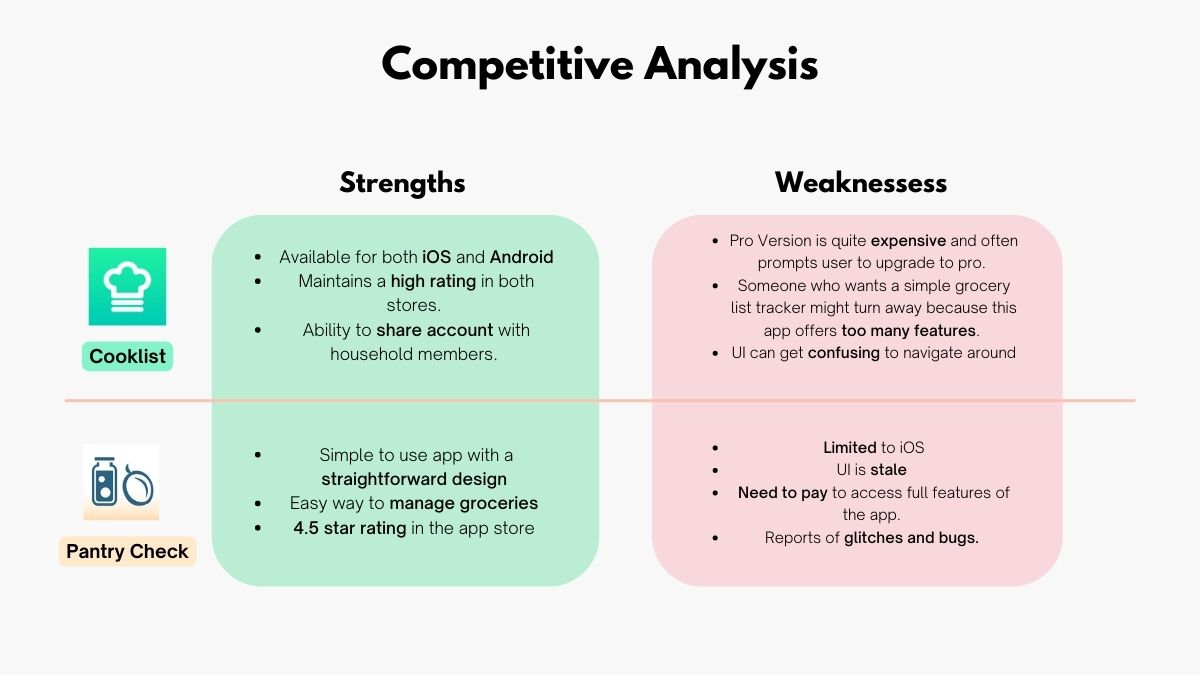 Competitive Analysis
Strengths
Weaknessess
Cooklist
• Available for both iOS and Android
• Maintains a high rating in both
stores.
• Ability to share account with
household members.
• Pro Version is quite expensive and often
prompts user to upgrade to pro.
• Someone who wants a simple grocery
list tracker might turn away because this
app offers too many features.
• UI can get confusing to navigate around
Pantry Check
• Simple to use app with a
straightforward design
• Easy way to manage groceries
• 4.5 star rating in the app store
• Limited to iOS
• UI is stale
• Need to pay to access full features of
the app.
• Reports of glitches and bugs.